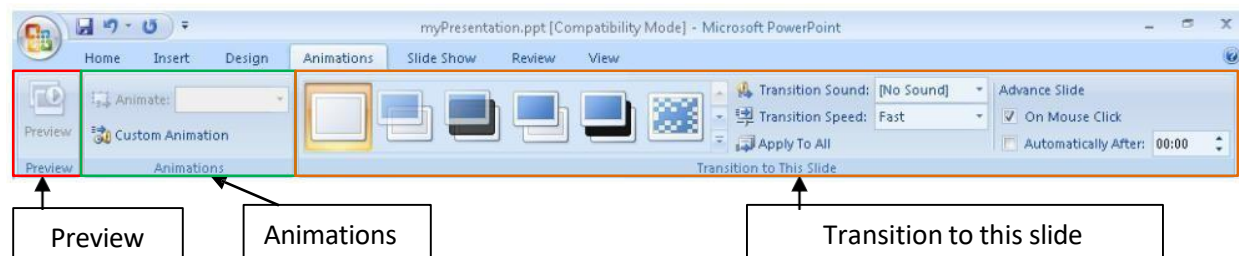 myPresentation.ppt [Compatibility Mode] - Microsoft PowerPoint
Home Insert Design Animations Slide Show Review View
Animate: Transition Sound: [No Sound] Advance Slide
Preview Custom Animation Transition Speed: Fast On Mouse Click
Apply To All Automatically After: 00:00
Preview Animations Transition to This Slide
Preview Animations Transition to this slide